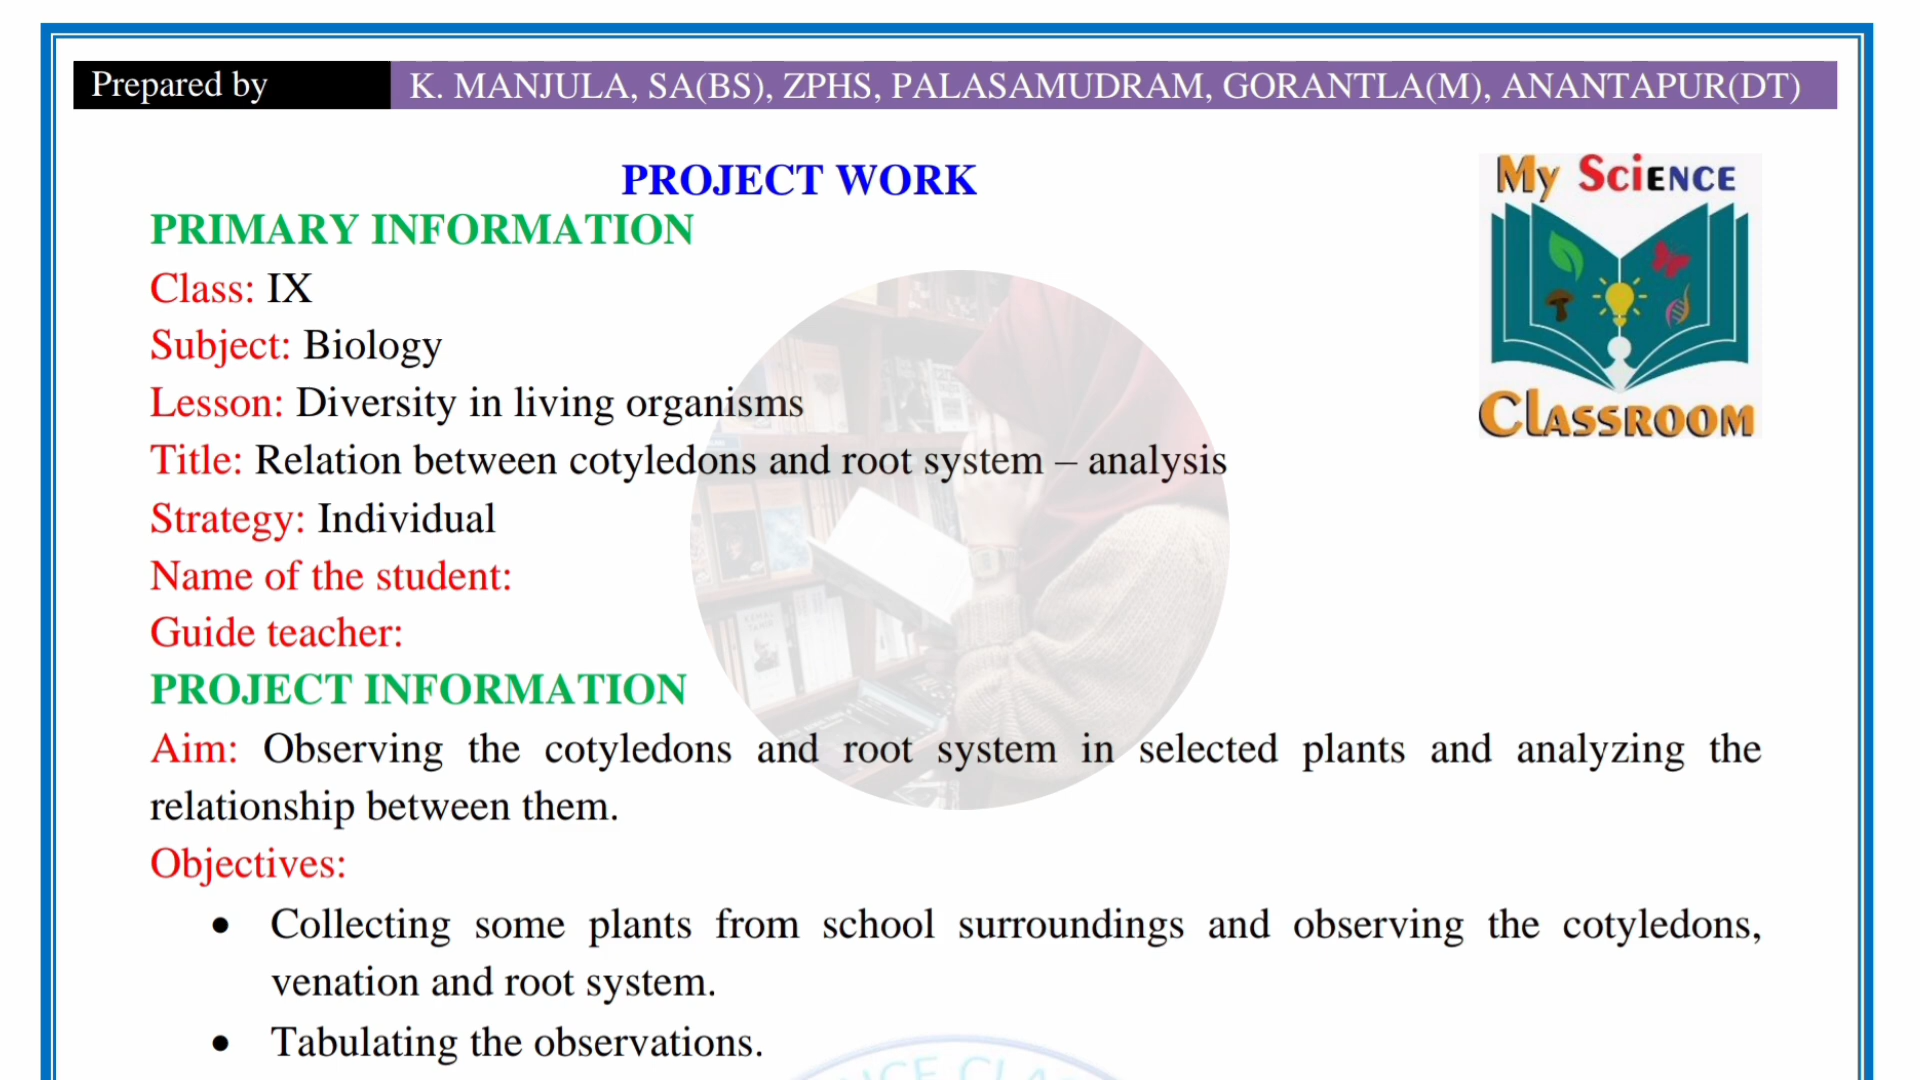 Prepared by K. MANJULA, SA(BS), ZPHS, PALASAMUDRAM, GORANTLA(M), ANANTAPUR(DT)
PROJECT WORK
My SciENCE
CLASSROOM
PRIMARY INFORMATION
Class: IX
Subject: Biology
Lesson: Diversity in living organisms
Title: Relation between cotyledons and root system – analysis
Strategy: Individual
Name of the student:
Guide teacher:
PROJECT INFORMATION
Aim: Observing the cotyledons and root system in selected plants and analyzing the
relationship between them.
Objectives:
• Collecting some plants from school surroundings and observing the cotyledons,
venation and root system.
• Tabulating the observations.